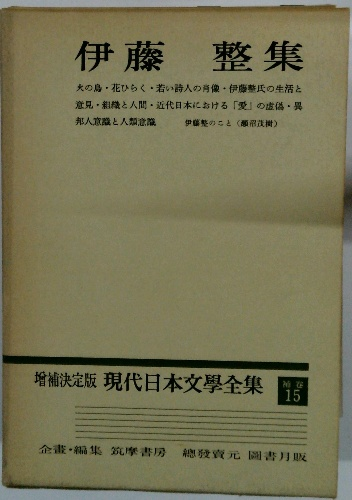 伊藤 整集
火の鳥・花ひらく・若い詩人の肖像・伊藤整氏の生活と
意見・組織と人間・近代日本における「愛」の虚偽・異
邦人意識と人類意識 伊藤整のこと（瀬沼茂樹）
増補決定版 現代日本文學全集 補巻 15
企畫・編集 筑摩書房 總發賣元 圖書月販